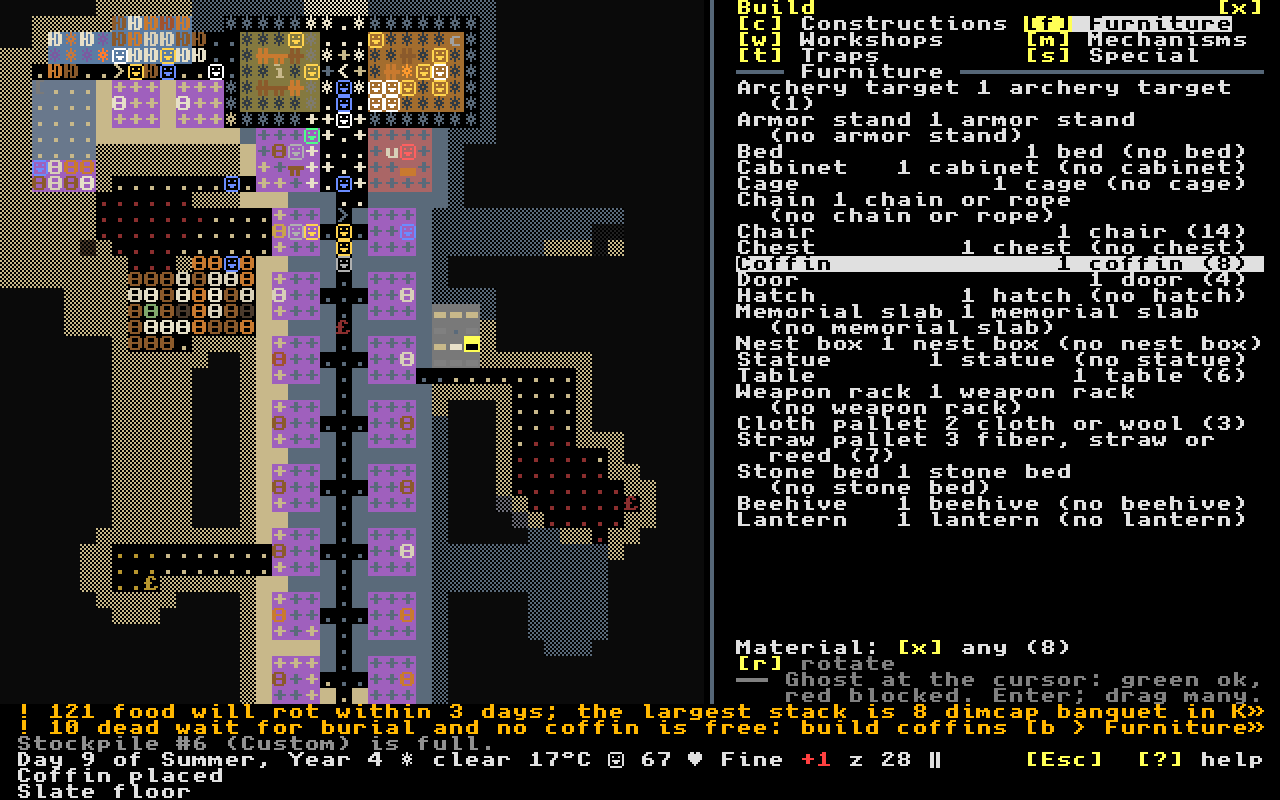 Build [x]
[c] Constructions [f] Furniture
[w] Workshops [m] Mechanisms
[t] Traps [s] Special
Furniture
Archery target 1 archery target
(1)
Armor stand 1 armor stand
(no armor stand)
Bed 1 bed (no bed)
Cabinet 1 cabinet (no cabinet)
Cage 1 cage (no cage)
Chain 1 chain or rope
(no chain or rope)
Chair 1 chair (14)
Chest 1 chest (no chest)
Coffin 1 coffin (8)
Door 1 door (4)
Hatch 1 hatch (no hatch)
Memorial slab 1 memorial slab
(no memorial slab)
Nest box 1 nest box (no nest box)
Statue 1 statue (no statue)
Table 1 table (6)
Weapon rack 1 weapon rack
(no weapon rack)
Cloth pallet 2 cloth or wool (3)
Straw pallet 3 fiber, straw or
reed (7)
Stone bed 1 stone bed
(no stone bed)
Beehive 1 beehive (no beehive)
Lantern 1 lantern (no lantern)
Material: [x] any (8)
[r] rotate
Ghost at the cursor: green ok,
red blocked. Enter; drag many.
! 121 food will rot within 3 days; the largest stack is 8 dimcap banquet in K»
! 10 dead wait for burial and no coffin is free: build coffins [b > Furniture»
Stockpile #6 (Custom) is full.
Day 9 of Summer, Year 4 * clear 17°C ☺ 67 ♥ Fine +1 z 28 ‖ [Esc] [?] help
Coffin placed
Slate floor